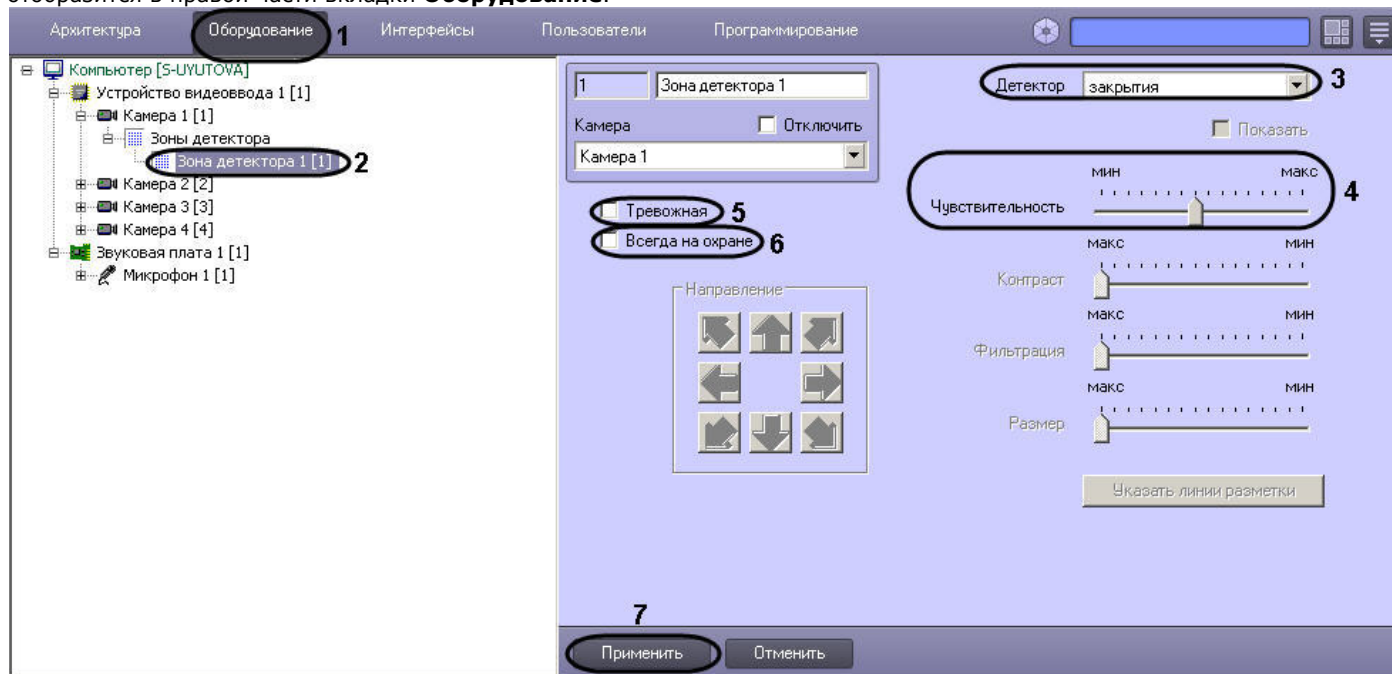 отобразится в правой части вкладки Оборудование.
Архитектура Оборудование 1 Интерфейсы Пользователи Программирование
Компьютер [S-UYUTOVA]
Устройство видеоввода 1 [1]
Камера 1 [1]
Зоны детектора
Зона детектора 1 [1] 2
Камера 2 [2]
Камера 3 [3]
Камера 4 [4]
Звуковая плата 1 [1]
Микрофон 1 [1]
1 Зона детектора 1
Камера Отключить
Камера 1
Тревожная 5
Всегда на охране 6
Направление
Детектор закрытия 3
Показать
мин макс
Чувствительность 4
макс мин
Контраст
макс мин
Фильтрация
макс мин
Размер
Указать линии разметки
7
Применить Отменить